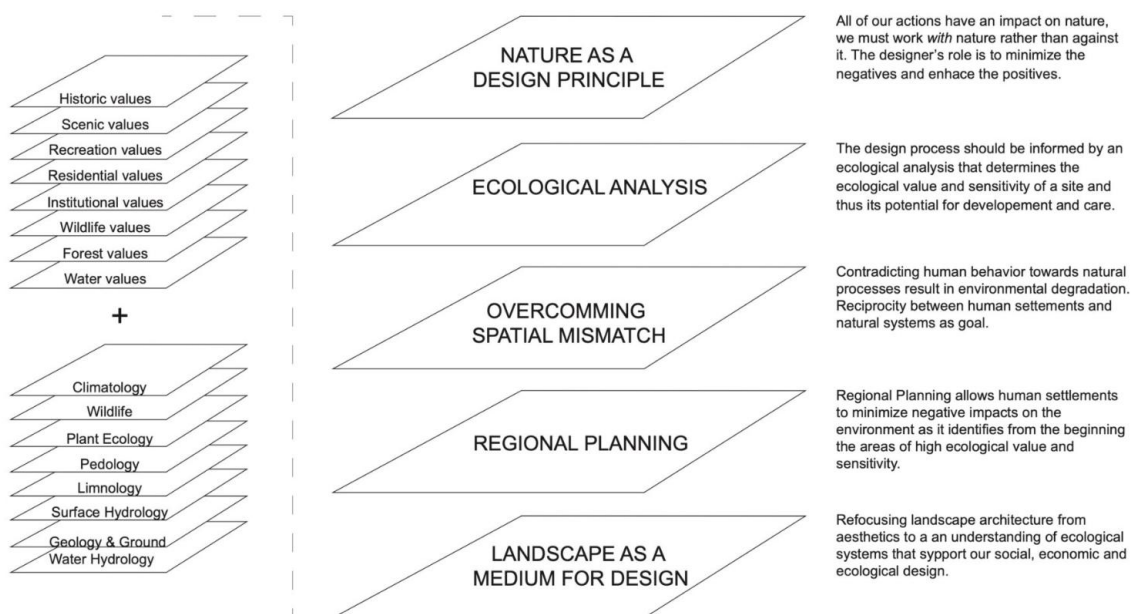 Historic values
Scenic values
Recreation values
Residential values
Institutional values
Wildlife values
Forest values
Water values
+
Climatology
Wildlife
Plant Ecology
Pedology
Limnology
Surface Hydrology
Geology & Ground
Water Hydrology
NATURE AS A
DESIGN PRINCIPLE
All of our actions have an impact on nature,
we must work with nature rather than against
it. The designer’s role is to minimize the
negatives and enhace the positives.
ECOLOGICAL ANALYSIS
The design process should be informed by an
ecological analysis that determines the
ecological value and sensitivity of a site and
thus its potential for developement and care.
OVERCOMMING
SPATIAL MISMATCH
Contradicting human behavior towards natural
processes result in environmental degradation.
Reciprocity between human settements and
natural systems as goal.
REGIONAL PLANNING
Regional Planning allows human settlements
to minimize negative impacts on the
environment as it identifies from the beginning
the areas of high ecological value and
sensitivity.
LANDSCAPE AS A
MEDIUM FOR DESIGN
Refocusing landscape architecture from
aesthetics to a an understanding of ecological
systems that sypport our social, economic and
ecological design.